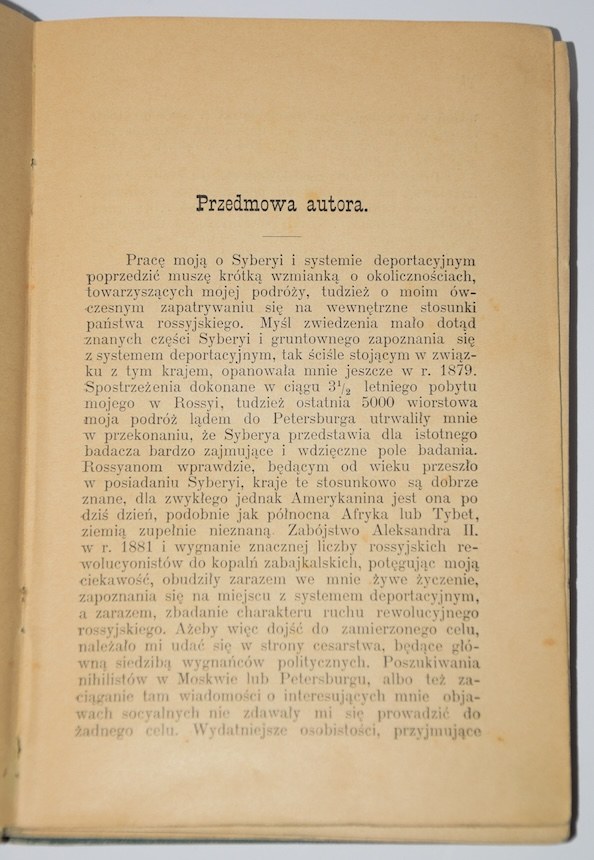 Przedmowa autora.
Pracę moją o Syberyi i systemie deportacyjnym
poprzedzić muszę krótką wzmianką o okolicznościach,
towarzyszących mojej podróży, tudzież o moim ów-
czesnym zapatrywaniu się na wewnętrzne stosunki
państwa rossyjskiego. Myśl zwiedzenia mało dotąd
znanych części Syberyi i gruntownego zapoznania się
z systemem deportacyjnym, tak ściśle stojącym w związ-
ku z tym krajem, opanowała mnie jeszcze w r. 1879.
Spostrzeżenia dokonane w ciągu 3½ letniego pobytu
mojego w Rossyi, tudzież ostatnia 5000 wiorstowa
moja podróż lądem do Petersburga utrwaliły mnie
w przekonaniu, że Syberya przedstawia dla istotnego
badacza bardzo zajmujące i wdzięczne pole badania.
Rossyanom wprawdzie, będącym od wieku przeszło
w posiadaniu Syberyi, kraje te stosunkowo są dobrze
znane, dla zwykłego jednak Amerykanina jest ona po
dziś dzień, podobnie jak północna Afryka lub Tybet,
ziemią zupełnie nieznaną. Zabójstwo Aleksandra II.
w r. 1881 i wygnanie znacznej liczby rossyjskich re-
wolucyonistów do kopalń zabajkalskich, potęgując moją
ciekawość, obudziły zarazem we mnie żywe życzenie,
zapoznania się na miejscu z systemem deportacyjnym,
a zarazem, zbadanie charakteru ruchu rewolucyjnego
rossyjskiego. Ażeby więc dojść do zamierzonego celu,
należało mi udać się w strony cesarstwa, będące głó-
wną siedzibą wygnańców politycznych. Poszukiwania
nihilistów w Moskwie lub Petersburgu, albo też za-
ciąganie tam wiadomości o interesujących mnie obja-
wach socyalnych nie zdawały mi się prowadzić do
żadnego celu. Wydatniejsze osobistości, przyjmujące